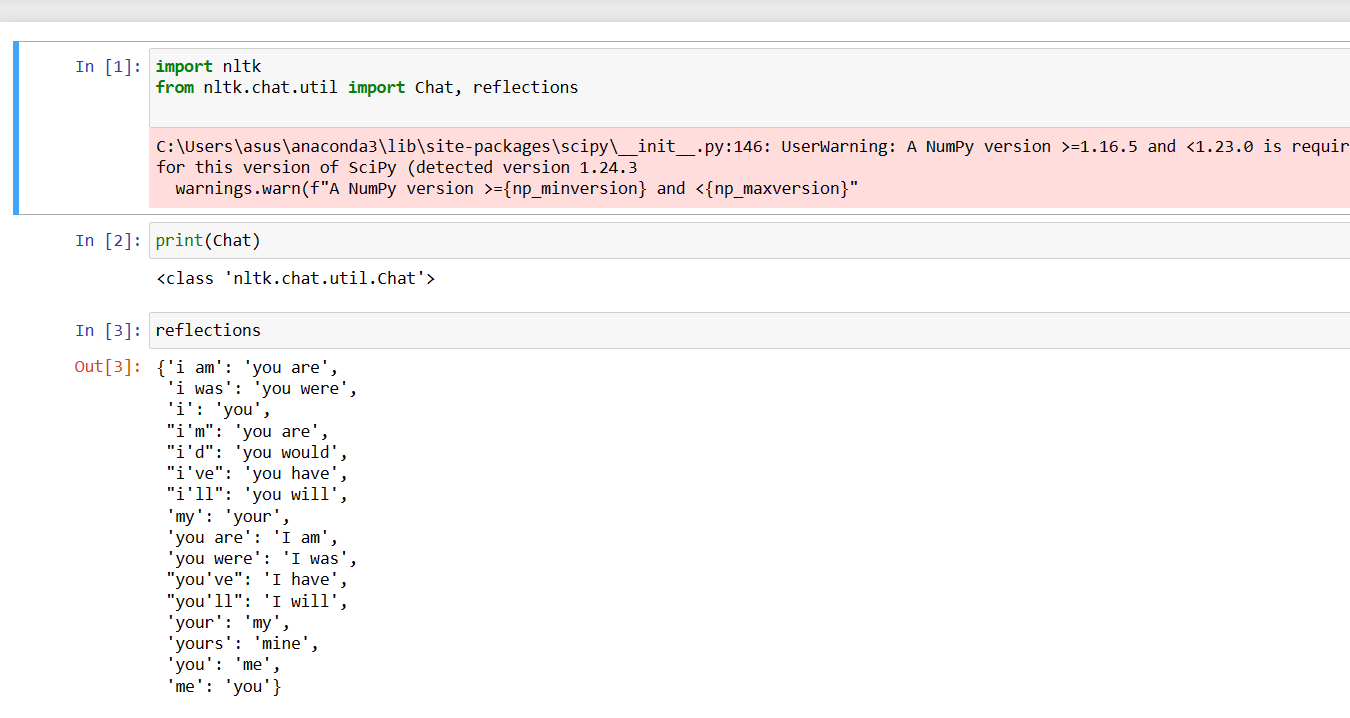 In [1]: import nltk
from nltk.chat.util import Chat, reflections
C:\Users\asus\anaconda3\lib\site-packages\scipy\__init__.py:146: UserWarning: A NumPy version >=1.16.5 and <1.23.0 is
for this version of SciPy (detected version 1.24.3
warnings.warn(f"A NumPy version >={np_minversion} and <{np_maxversion}"
In [2]: print(Chat)
<class 'nltk.chat.util.Chat'>
In [3]: reflections
Out[3]: {'i am': 'you are',
'i was': 'you were',
'i': 'you',
"i'm": 'you are',
"i'd": 'you would',
"i've": 'you have',
"i'll": 'you will',
'my': 'your',
'you are': 'I am',
'you were': 'I was',
"you've": 'I have',
"you'll": 'I will',
'your': 'my',
'yours': 'mine',
'you': 'me',
'me': 'you'}